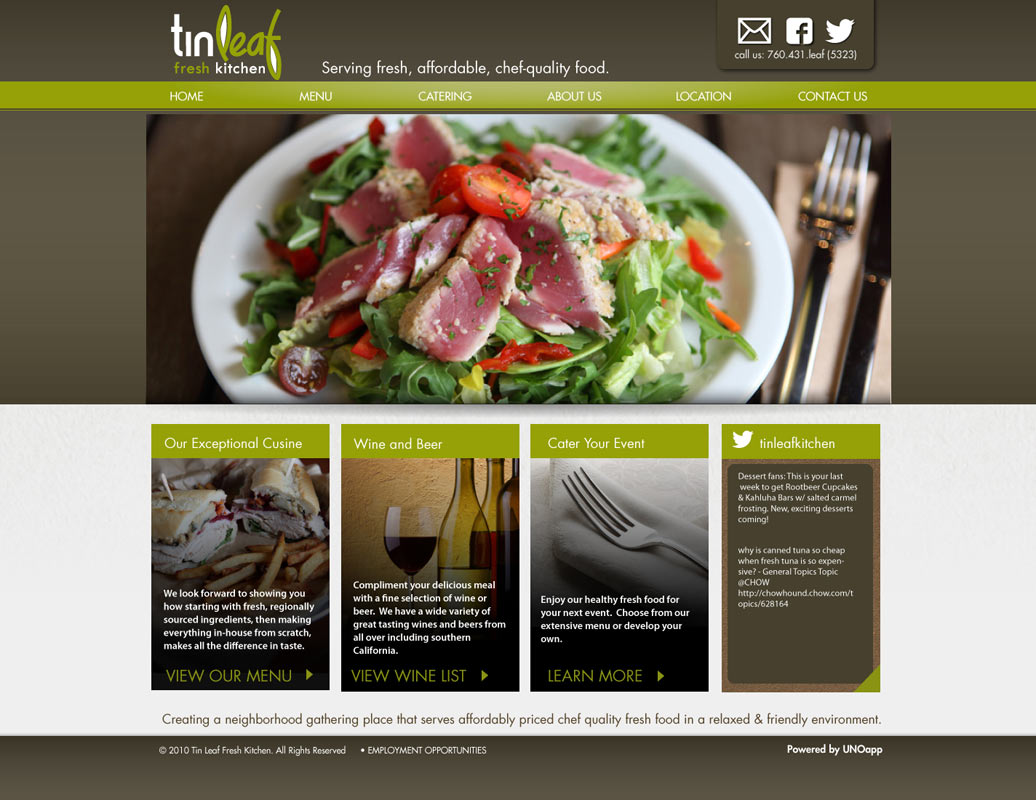 tin leaf
fresh kitchen
Serving fresh, affordable, chef-quality food.
call us: 760.431.leaf (5323)
HOME
MENU
CATERING
ABOUT US
LOCATION
CONTACT US
Our Exceptional Cusine
We look forward to showing you
how starting with fresh, regionally
sourced ingredients, then making
everything in-house from scratch,
makes all the difference in taste.
VIEW OUR MENU
Wine and Beer
Compliment your delicious meal
with a fine selection of wine or
beer. We have a wide variety of
great tasting wines and beers from
all over including southern
California.
VIEW WINE LIST
Cater Your Event
Enjoy our healthy fresh food for
your next event. Choose from our
extensive menu or develop your
own.
LEARN MORE
tinleafkitchen
Dessert fans: This is your last
week to get Rootbeer Cupcakes
& Kahluha Bars w/ salted carmel
frosting. New, exciting desserts
coming!
why is canned tuna so cheap
when fresh tuna is so expen-
sive? - General Topics Topic
@CHOW
http://chowhound.chow.com/t
opics/628164
Creating a neighborhood gathering place that serves affordably priced chef quality fresh food in a relaxed & friendly environment.
© 2010 Tin Leaf Fresh Kitchen. All Rights Reserved • EMPLOYMENT OPPORTUNITIES
Powered by UNOapp